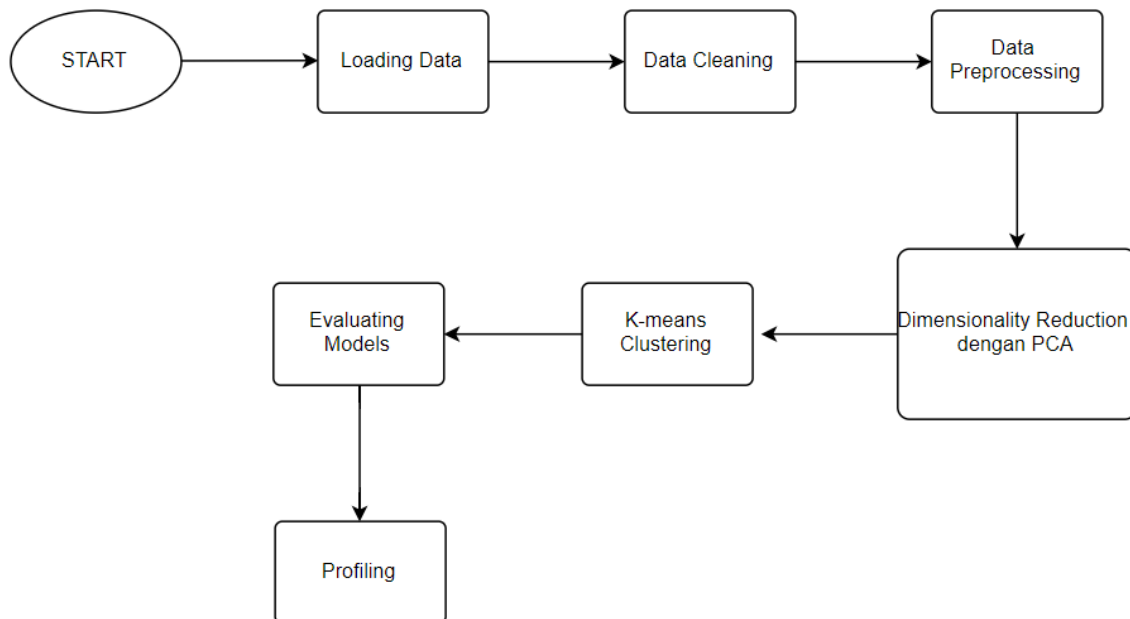 START
Loading Data
Data Cleaning
Data
Preprocessing
Dimensionality Reduction
dengan PCA
K-means
Clustering
Evaluating
Models
Profiling